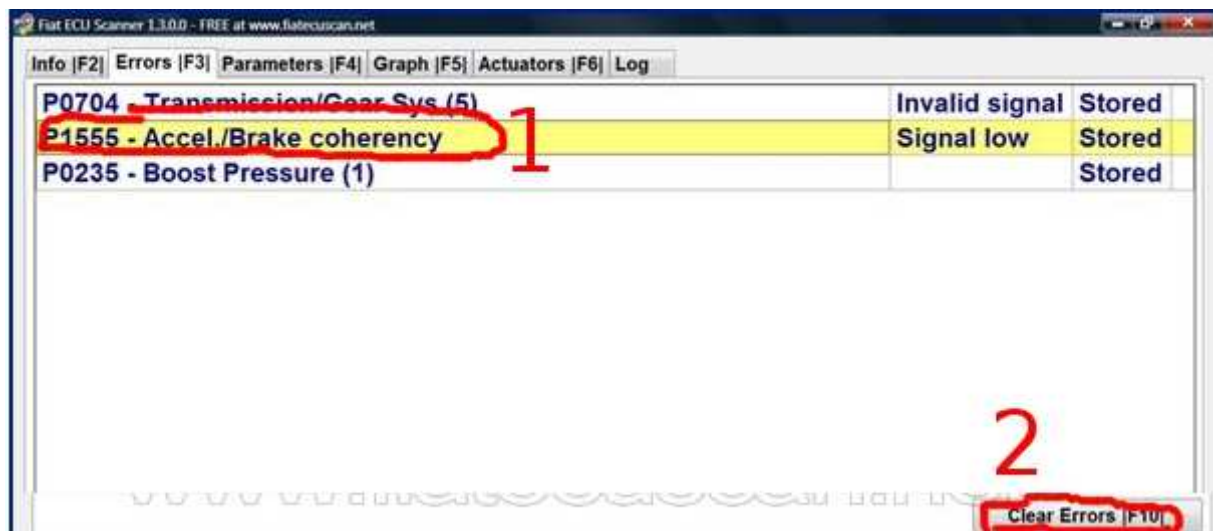 Fiat ECU Scanner 1.3.0.0 - FREE at www.fiatecuscan.net
Info |F2| Errors |F3| Parameters |F4| Graph |F5| Actuators |F6| Log
P0704 - Transmission/Gear Sys (5) Invalid signal Stored
P1555 - Accel./Brake coherency Signal low Stored
1
P0235 - Boost Pressure (1) Stored
2
Clear Errors |F10|